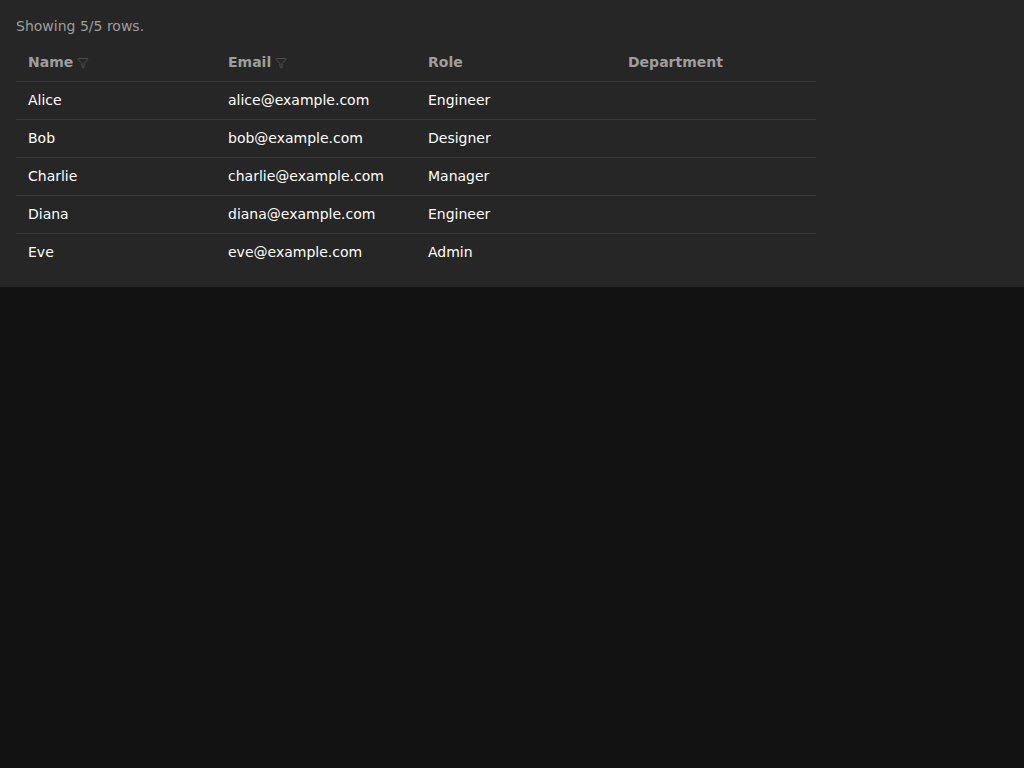 Showing 5/5 rows.
Name Email Role Department
Alice alice@example.com Engineer
Bob bob@example.com Designer
Charlie charlie@example.com Manager
Diana diana@example.com Engineer
Eve eve@example.com Admin